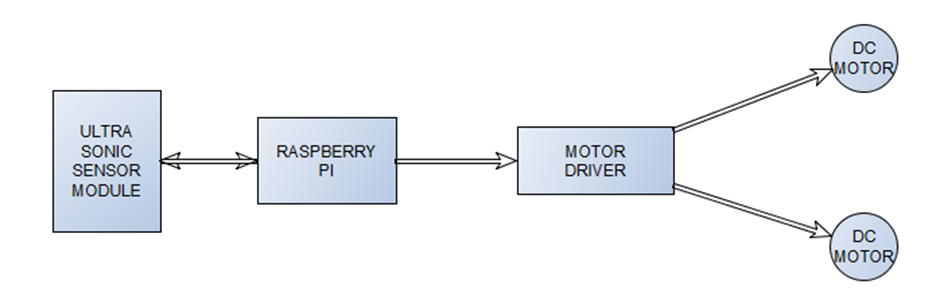 ULTRA
SONIC
SENSOR
MODULE
RASPBERRY
PI
MOTOR
DRIVER
DC
MOTOR
DC
MOTOR